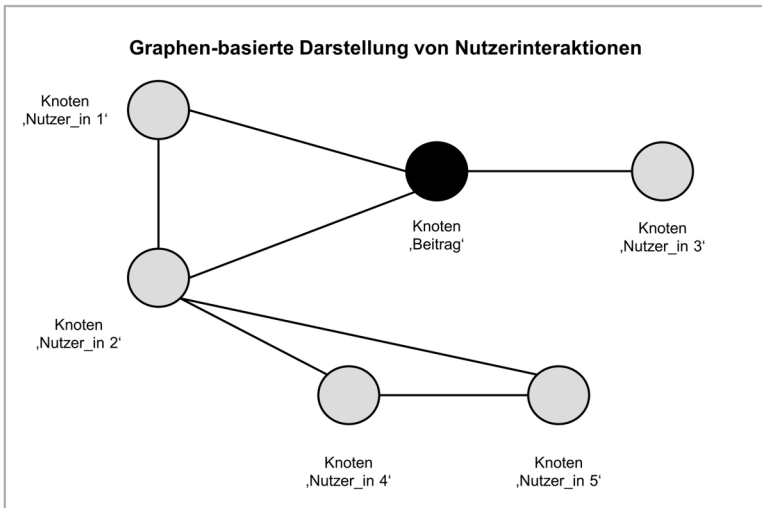 Graphen-basierte Darstellung von Nutzerinteraktionen
Knoten
‚Nutzer_in 1‘
Knoten
‚Beitrag‘
Knoten
‚Nutzer_in 3‘
Knoten
‚Nutzer_in 2‘
Knoten
‚Nutzer_in 4‘
Knoten
‚Nutzer_in 5‘